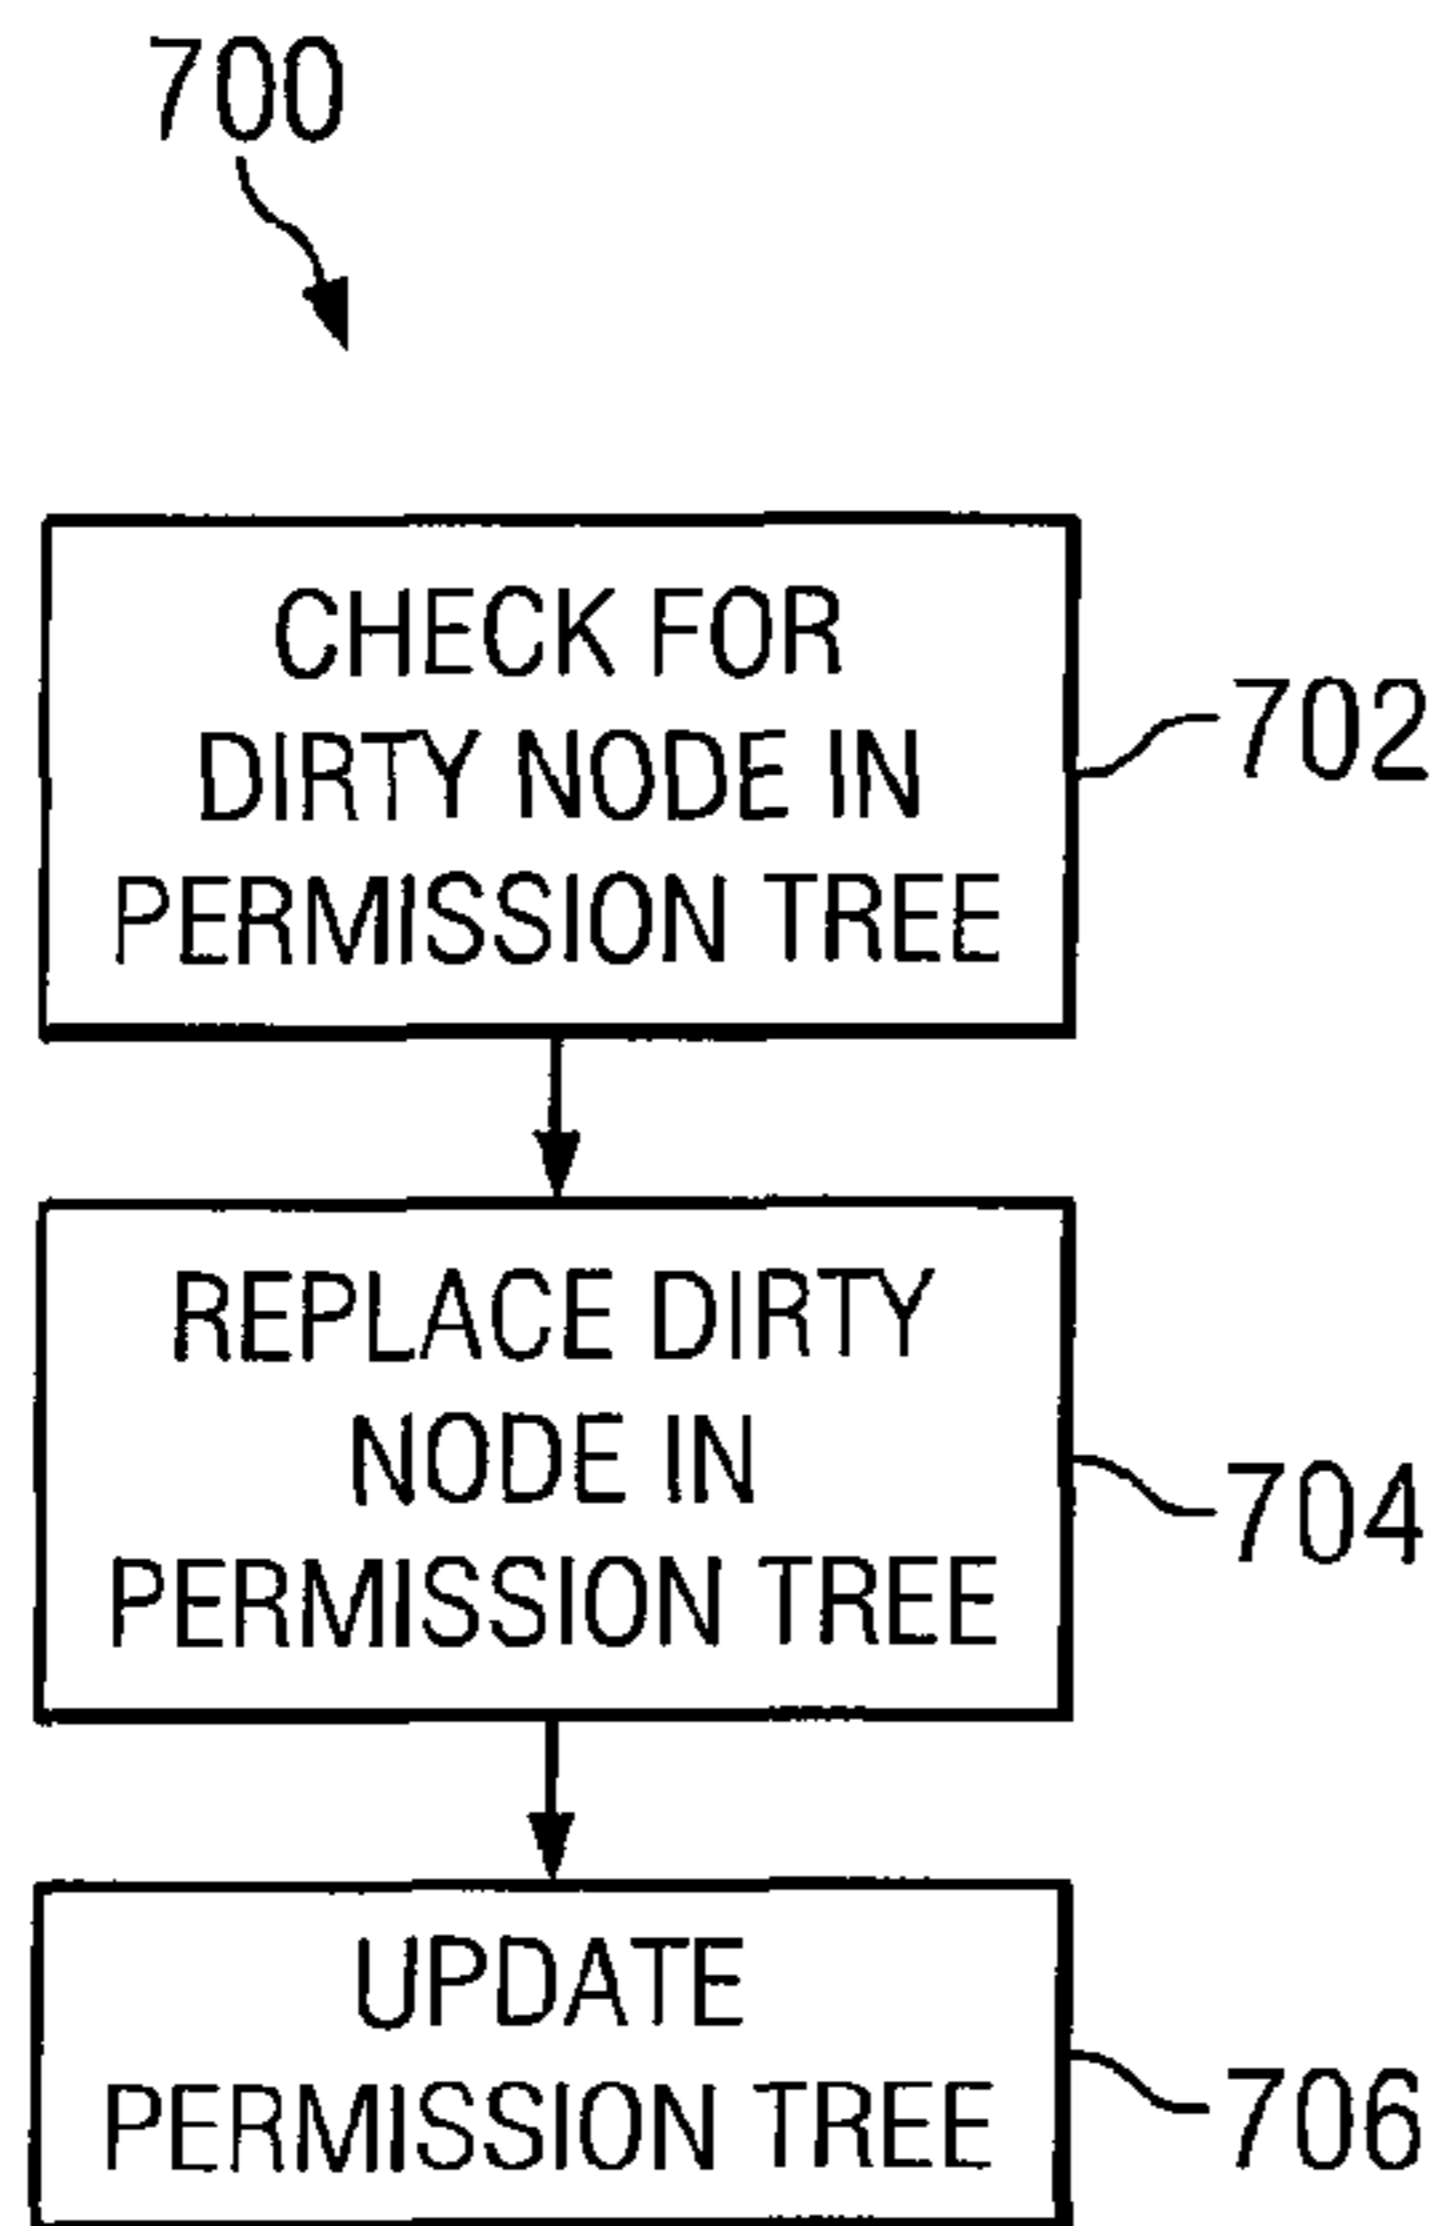 700
CHECK FOR
DIRTY NODE IN
PERMISSION TREE
702
REPLACE DIRTY
NODE IN
PERMISSION TREE
704
UPDATE
PERMISSION TREE
706